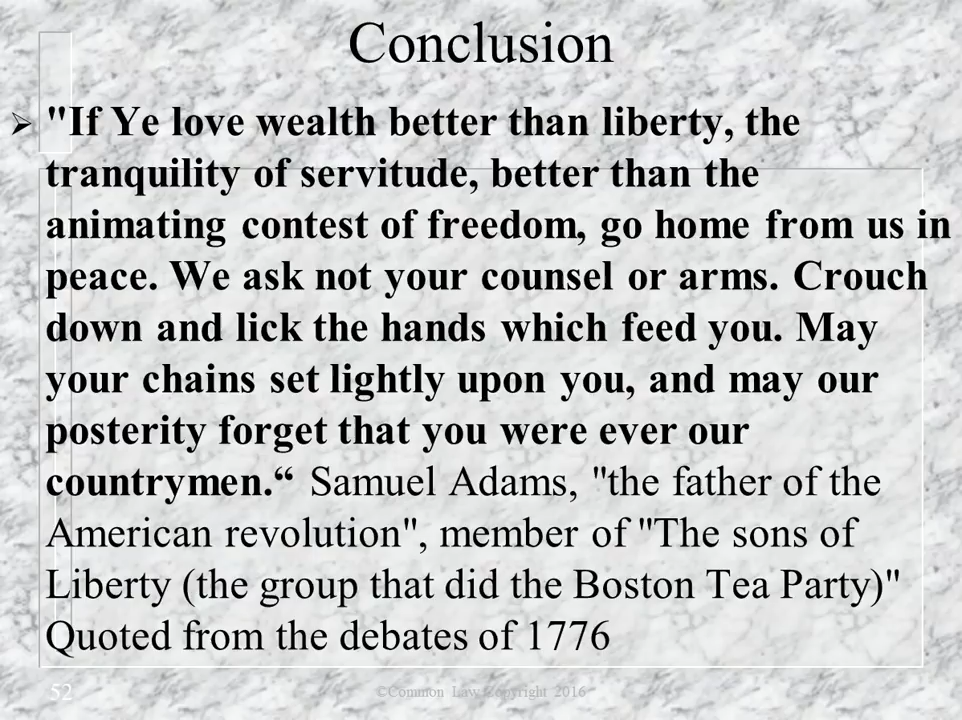 Conclusion
➢ "If Ye love wealth better than liberty, the
tranquility of servitude, better than the
animating contest of freedom, go home from us in
peace. We ask not your counsel or arms. Crouch
down and lick the hands which feed you. May
your chains set lightly upon you, and may our
posterity forget that you were ever our
countrymen.“ Samuel Adams, "the father of the
American revolution", member of "The sons of
Liberty (the group that did the Boston Tea Party)"
Quoted from the debates of 1776
52
©Common Law Copyright 2016